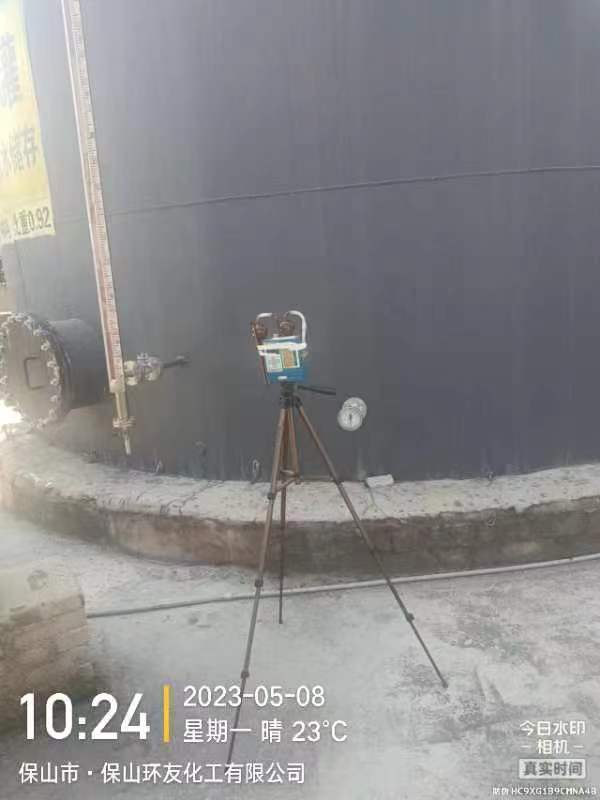 罐
水储存
比重0.92
10:24
2023-05-08
星期一 晴 23°C
保山市·保山环友化工有限公司
今日水印
-相机-
真实时间
防伪 HC9XG1B9CMNA4B